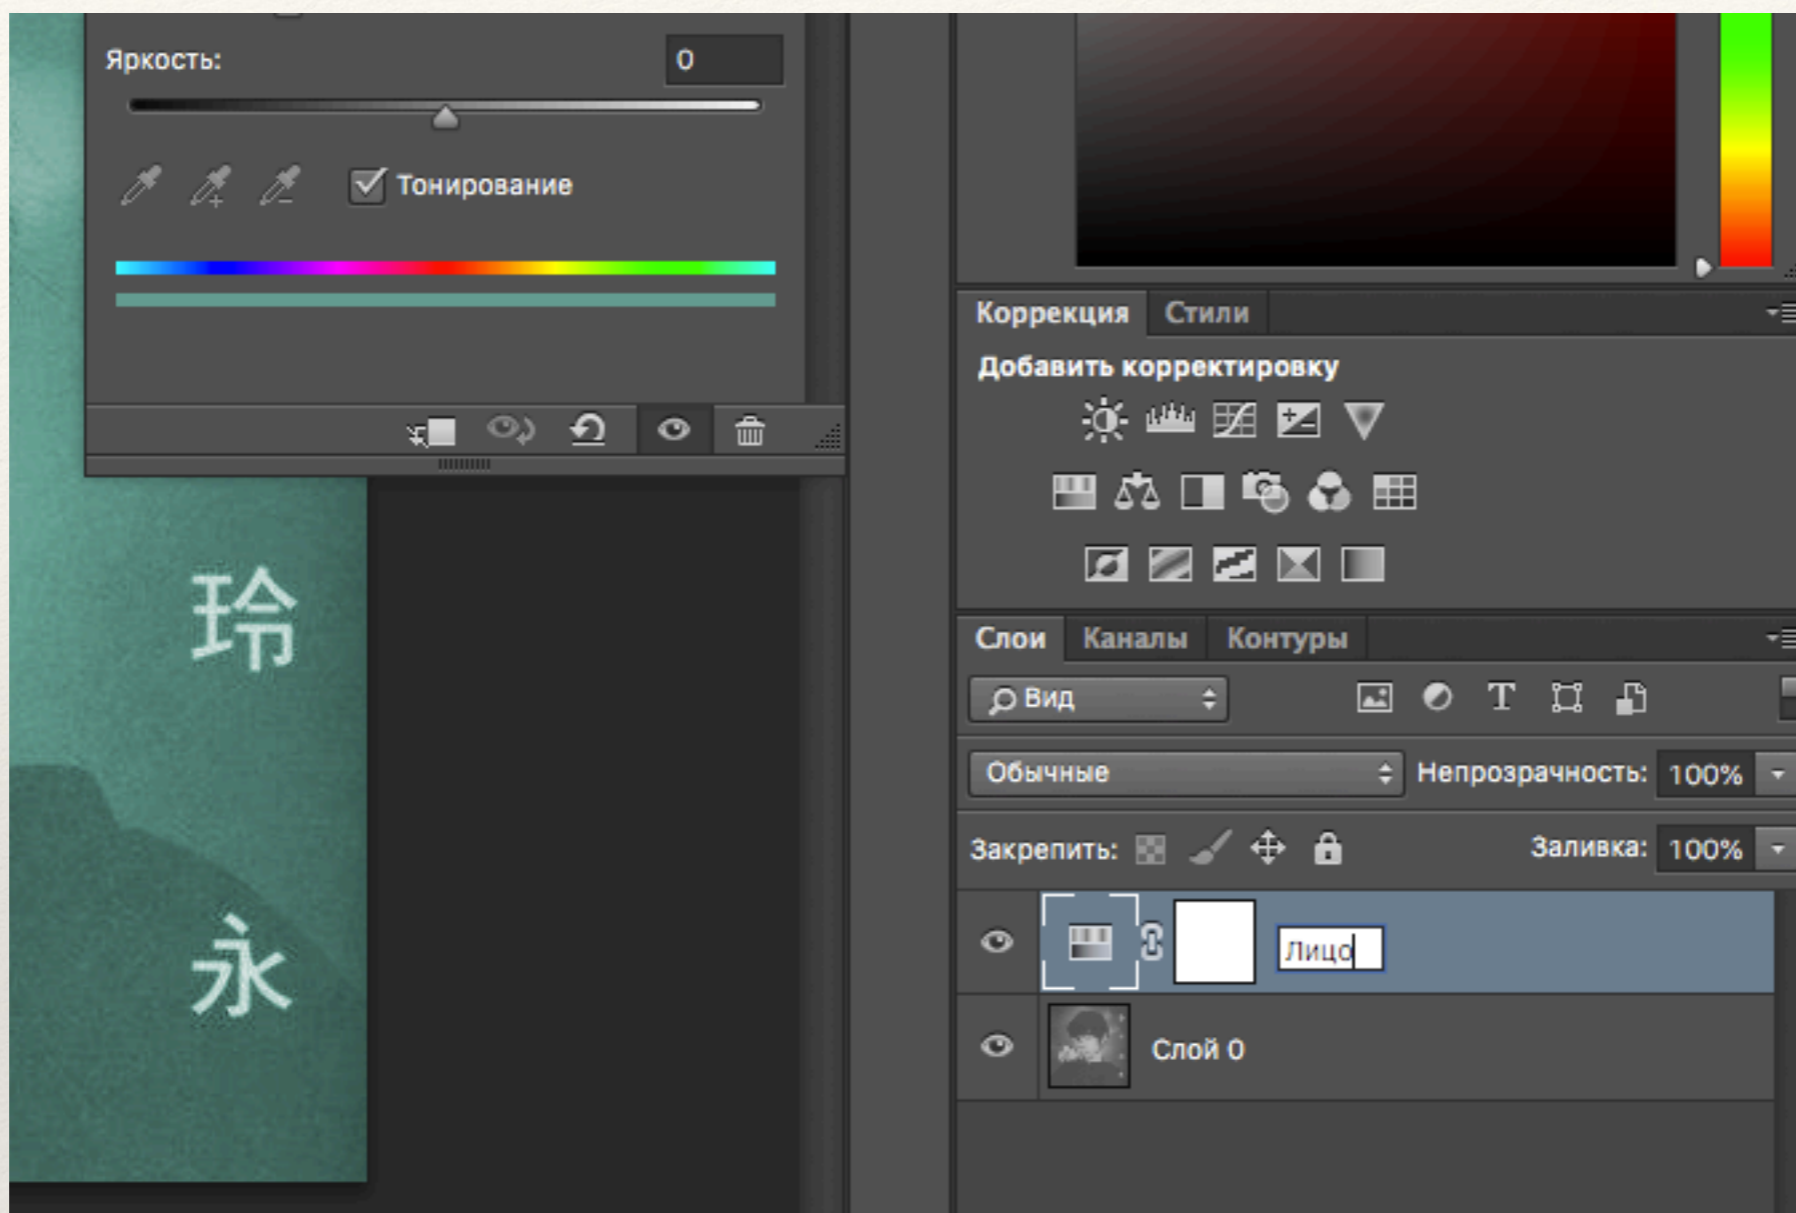 Яркость:
0
Тонирование
玲
永
Коррекция
Стили
Добавить корректировку
Слои
Каналы
Контуры
Вид
T
Обычные
Непрозрачность:
100%
Закрепить:
Заливка:
100%
Лицо
Слой 0